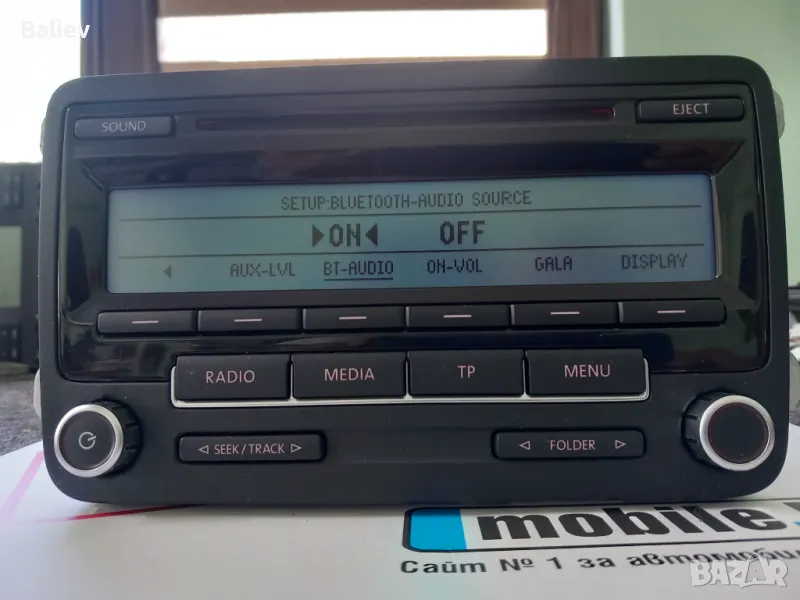 Baliev
SOUND
EJECT
SETUP:BLUETOOTH-AUDIO SOURCE
▶ON◀ OFF
◀ AUX-LVL BT-AUDIO ON-VOL GALA DISPLAY
RADIO MEDIA TP MENU
◁ SEEK / TRACK ▷
◁ FOLDER ▷
mobile.
Сайт № 1 за автомоби
BAZAR